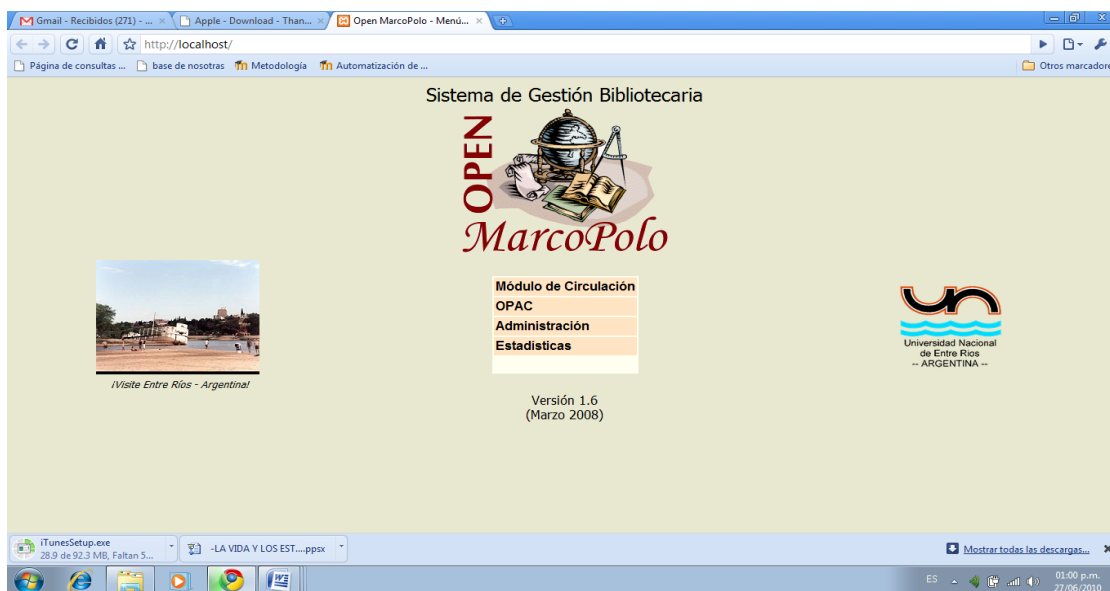 Gmail - Recibidos (271) - ...
Apple - Download - Than...
Open MarcoPolo - Menú...
http://localhost/
Página de consultas ...
base de nosotras
Metodología
Automatización de ...
Otros marcadore
Sistema de Gestión Bibliotecaria
OPEN
MarcoPolo
Módulo de Circulación
OPAC
Administración
Estadísticas
¡Visite Entre Ríos - Argentina!
Universidad Nacional
de Entre Rios
-- ARGENTINA --
Versión 1.6
(Marzo 2008)
iTunesSetup.exe
28.9 de 92.3 MB, Faltan 5...
-LA VIDA Y LOS EST....ppsx
Mostrar todas las descargas...
ES
01:00 p.m.
27/06/2010